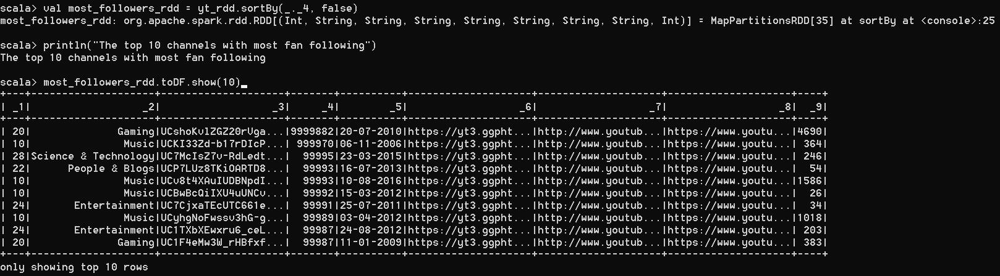 scala> val most_followers_rdd = yt_rdd.sortBy(_._4, false)
most_followers_rdd: org.apache.spark.rdd.RDD[(Int, String, String, String, String, String, String, String, Int)] = MapPartitionsRDD[35] at sortBy at <console>:25
scala> println("The top 10 channels with most fan following")
The top 10 channels with most fan following
scala> most_followers_rdd.toDF.show(10)
+---+--------------------+--------------------+-------+----------+--------------------+--------------------+--------------------+----+
| _1|                  _2|                  _3|     _4|        _5|                  _6|                  _7|                  _8|  _9|
+---+--------------------+--------------------+-------+----------+--------------------+--------------------+--------------------+----+
| 20|              Gaming|UCshoKvlZGZ20rVga...|9999882|20-07-2010|https://yt3.ggpht...|http://www.youtub...|https://www.youtu...|4690|
| 10|               Music|UCKI33Zd-b17rDIcP...| 999970|06-11-2006|https://yt3.ggpht...|http://www.youtub...|https://www.youtu...| 364|
| 28|Science & Technology|UC7McIsZ7v-RdLedt...|  99995|23-03-2015|https://yt3.ggpht...|http://www.youtub...|https://www.youtu...| 246|
| 22|      People & Blogs|UCP7LUz8TKiOARTD8...|  99993|16-07-2013|https://yt3.ggpht...|http://www.youtub...|https://www.youtu...|  54|
| 10|               Music|UCv8t4XAuIUDBNpdI...|  99993|10-08-2016|https://yt3.ggpht...|http://www.youtub...|https://www.youtu...|1586|
| 10|               Music|UCBwBcQiIXU4uUNCv...|  99992|15-03-2012|https://yt3.ggpht...|http://www.youtub...|https://www.youtu...|  26|
| 24|       Entertainment|UC7CjxaTEcUTC661e...|  99991|25-07-2011|https://yt3.ggpht...|http://www.youtub...|https://www.youtu...|  34|
| 10|               Music|UCyhgNoFwssv3hG-g...|  99989|03-04-2012|https://yt3.ggpht...|http://www.youtub...|https://www.youtu...|1018|
| 24|       Entertainment|UC1TXbXEwxru6_ceL...|  99987|24-08-2012|https://yt3.ggpht...|http://www.youtub...|https://www.youtu...| 203|
| 20|              Gaming|UC1F4eMw3W_rHBfxf...|  99987|11-01-2009|https://yt3.ggpht...|http://www.youtub...|https://www.youtu...| 383|
+---+--------------------+--------------------+-------+----------+--------------------+--------------------+--------------------+----+
only showing top 10 rows